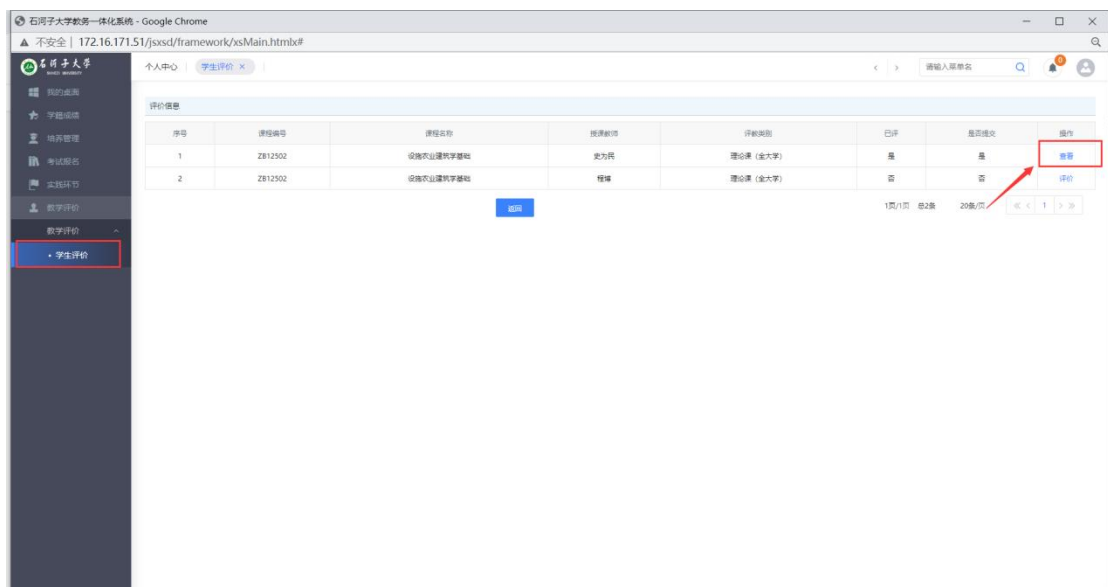 石河子大学教务一体化系统 - Google Chrome
不安全 | 172.16.171.51/jsxsd/framework/xsMain.htmlx#
石河子大学
个人中心 学生评价 ×
请输入菜单名
0
我的桌面
学籍成绩
培养管理
考试报名
实践环节
教学评价
教学评价
• 学生评价
评价信息
序号 课程编号 课程名称 授课教师 评教类别 已评 是否提交 操作
1 ZB12502 设施农业建筑学基础 史为民 理论课（全大学） 是 是 查看
2 ZB12502 设施农业建筑学基础 理论课（全大学） 否 否 评价
返回
1页/1页 总2条 20条/页 « < 1 > »